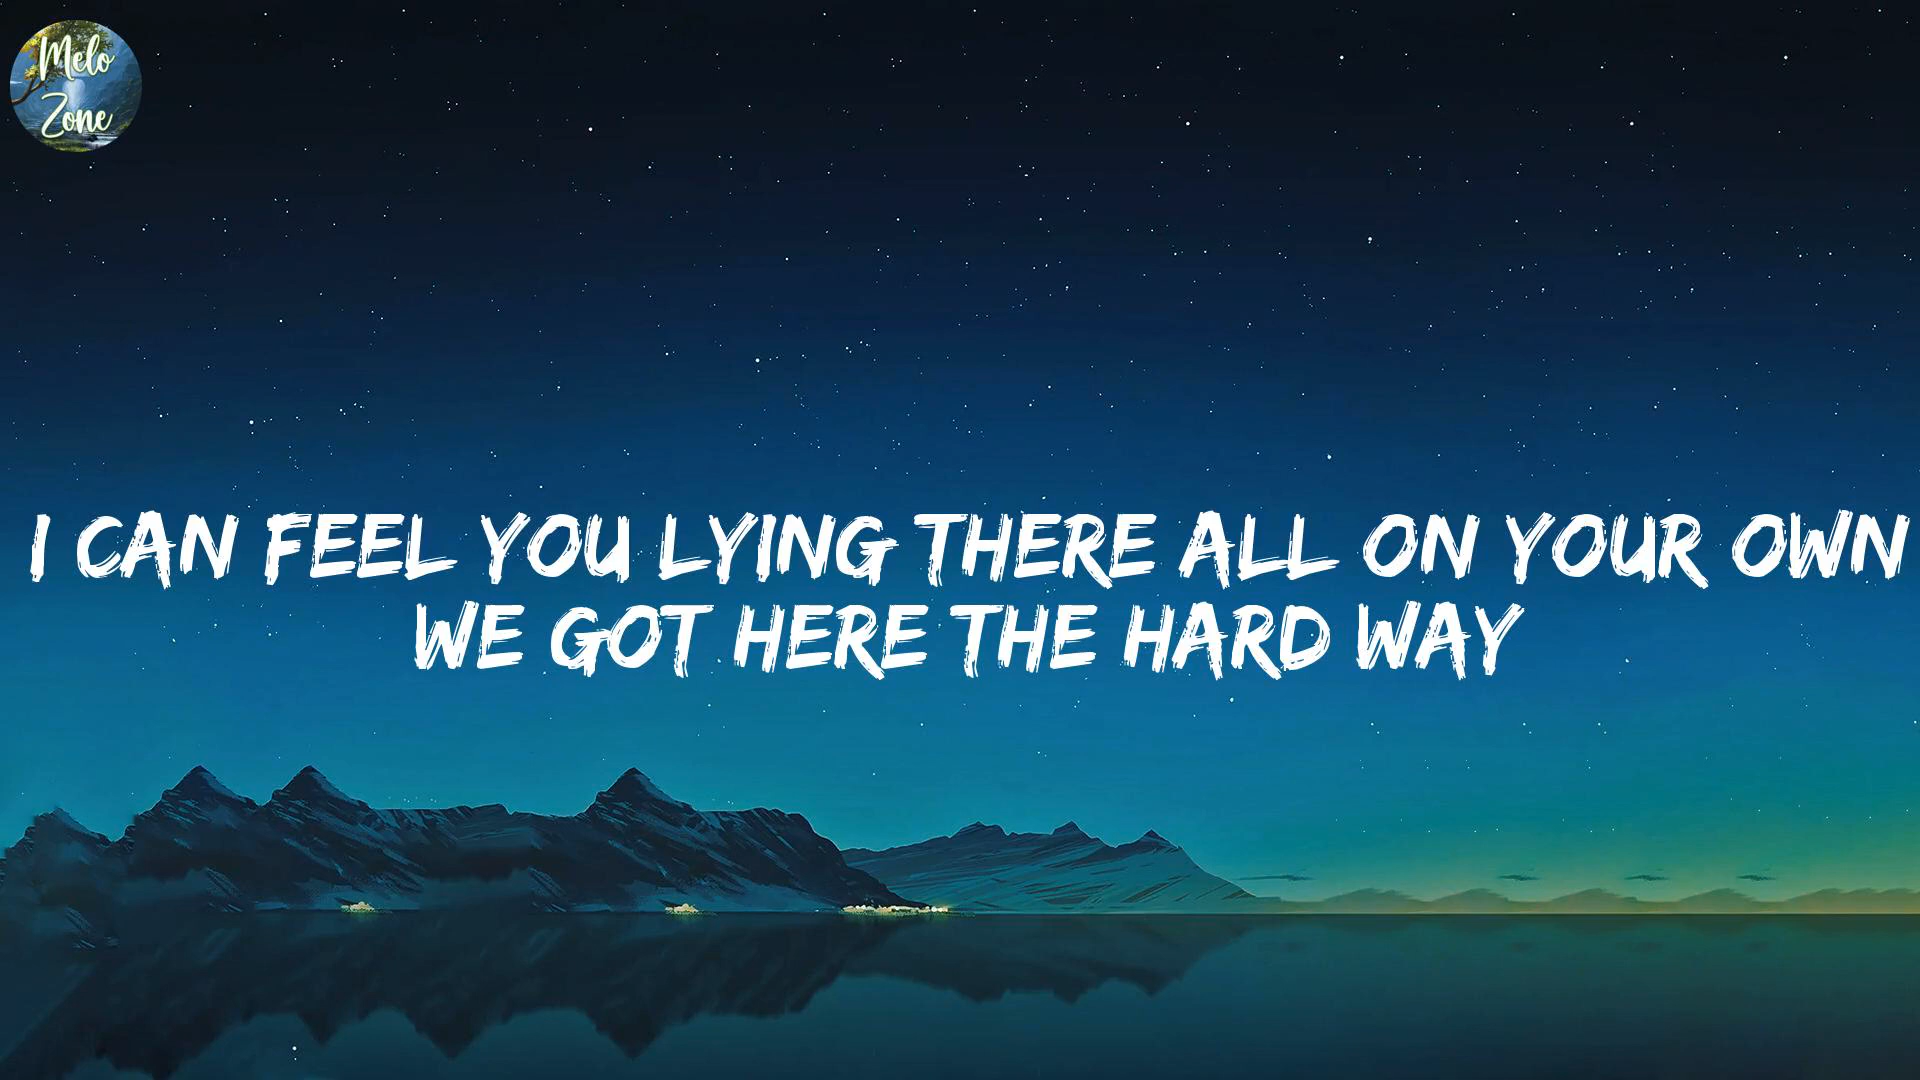 Melo
Zone
I CAN FEEL YOU LYING THERE ALL ON YOUR OWN
WE GOT HERE THE HARD WAY